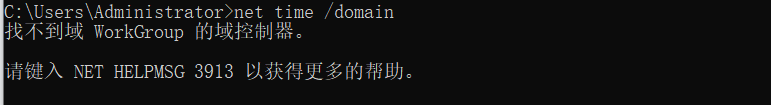 C:\Users\Administrator>net time /domain
找不到域 WorkGroup 的域控制器。
请键入 NET HELPMSG 3913 以获得更多的帮助。